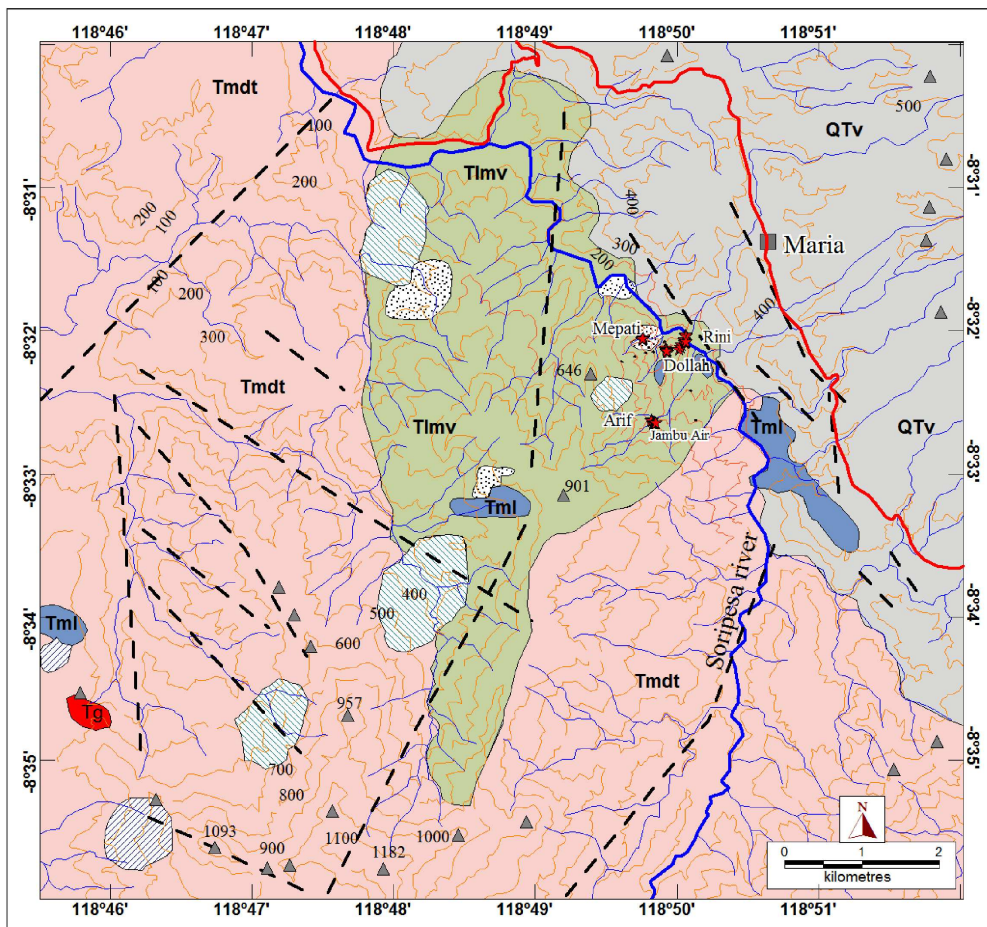 118°46' 118°47' 118°48' 118°49' 118°50' 118°51'
Tmdt
100
500
QTv
200
Tlmv
-8°31' -8°31'
400
200
100
300
Maria
200
100
200
400
-8°32' -8°32'
300
Mepati
Rini
Dollah
646
Tmdt
Arif
Tlmv
Jambu Air
Tml
QTv
-8°33' -8°33'
901
Tml
400
500
Soripesa river
-8°34' -8°34'
Tml
600
Tmdt
957
Tg
-8°35' -8°35'
700
800
N
1093
1100
1000
900
1182
0 1 2
kilometres
118°46' 118°47' 118°48' 118°49' 118°50' 118°51'